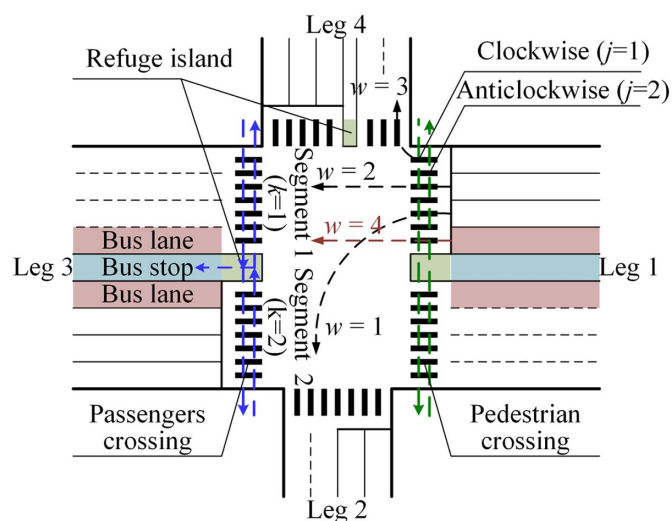 Leg 4
Refuge island
Clockwise (j=1)
w = 3
Anticlockwise (j=2)
Segment 1
(k=1)
w = 2
Bus lane
w = 4
Leg 3
Bus stop
Leg 1
Bus lane
Segment 2
(k=2)
w = 1
Passengers
crossing
Pedestrian
crossing
Leg 2